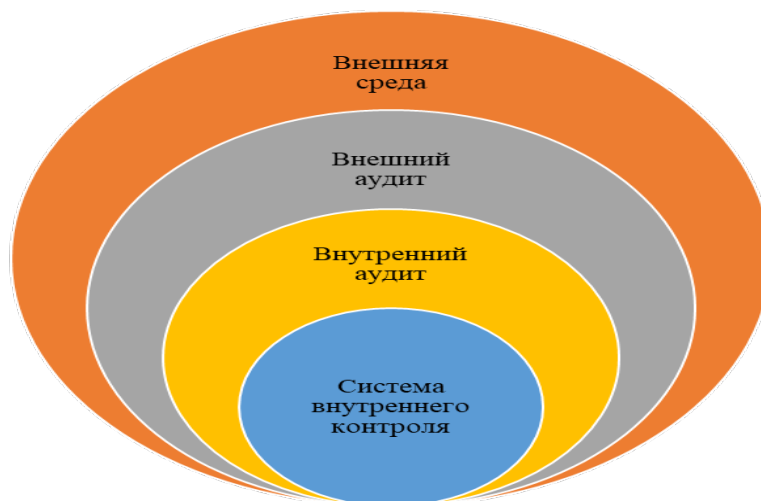 Внешняя
среда
Внешний
аудит
Внутренний
аудит
Система
внутреннего
контроля